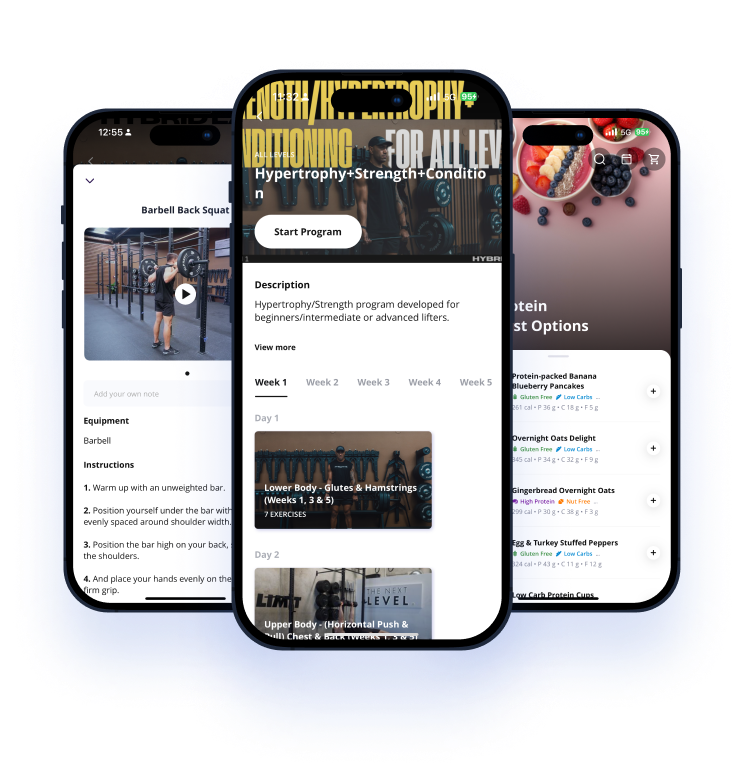 12:55
Barbell Back Squat
Add your own note
Equipment
Barbell
Instructions
1. Warm up with an unweighted bar.
2. Position yourself under the bar with
evenly spaced around shoulder width.
3. Position the bar high on your back,
the shoulders.
4. And place your hands evenly on the
firm grip.
11:32
5G 95+
ENGTH/HYPERTROPHY
NDITIONING FOR ALL LEV
ALL LEVELS
Hypertrophy+Strength+Conditio
n
Start Program
HYBRI
Description
Hypertrophy/Strength program developed for
beginners/intermediate or advanced lifters.
View more
Week 1 Week 2 Week 3 Week 4 Week 5
Day 1
Lower Body - Glutes & Hamstrings
(Weeks 1, 3 & 5)
7 EXERCISES
Day 2
LIMIT
THE NEXT
LEVEL
Upper Body - (Horizontal Push &
Pull) Chest & Back (Weeks 1, 3 & 5)
5G 95+
otein
st Options
Protein-packed Banana
Blueberry Pancakes
Gluten Free Low Carbs ...
261 cal • P 36 g • C 18 g • F 5 g
Overnight Oats Delight
Gluten Free Low Carbs ...
345 cal • P 34 g • C 32 g • F 9 g
Gingerbread Overnight Oats
High Protein Nut Free ...
299 cal • P 30 g • C 38 g • F 3 g
Egg & Turkey Stuffed Peppers
Gluten Free Low Carbs ...
324 cal • P 43 g • C 11 g • F 12 g
Low Carb Protein Cups